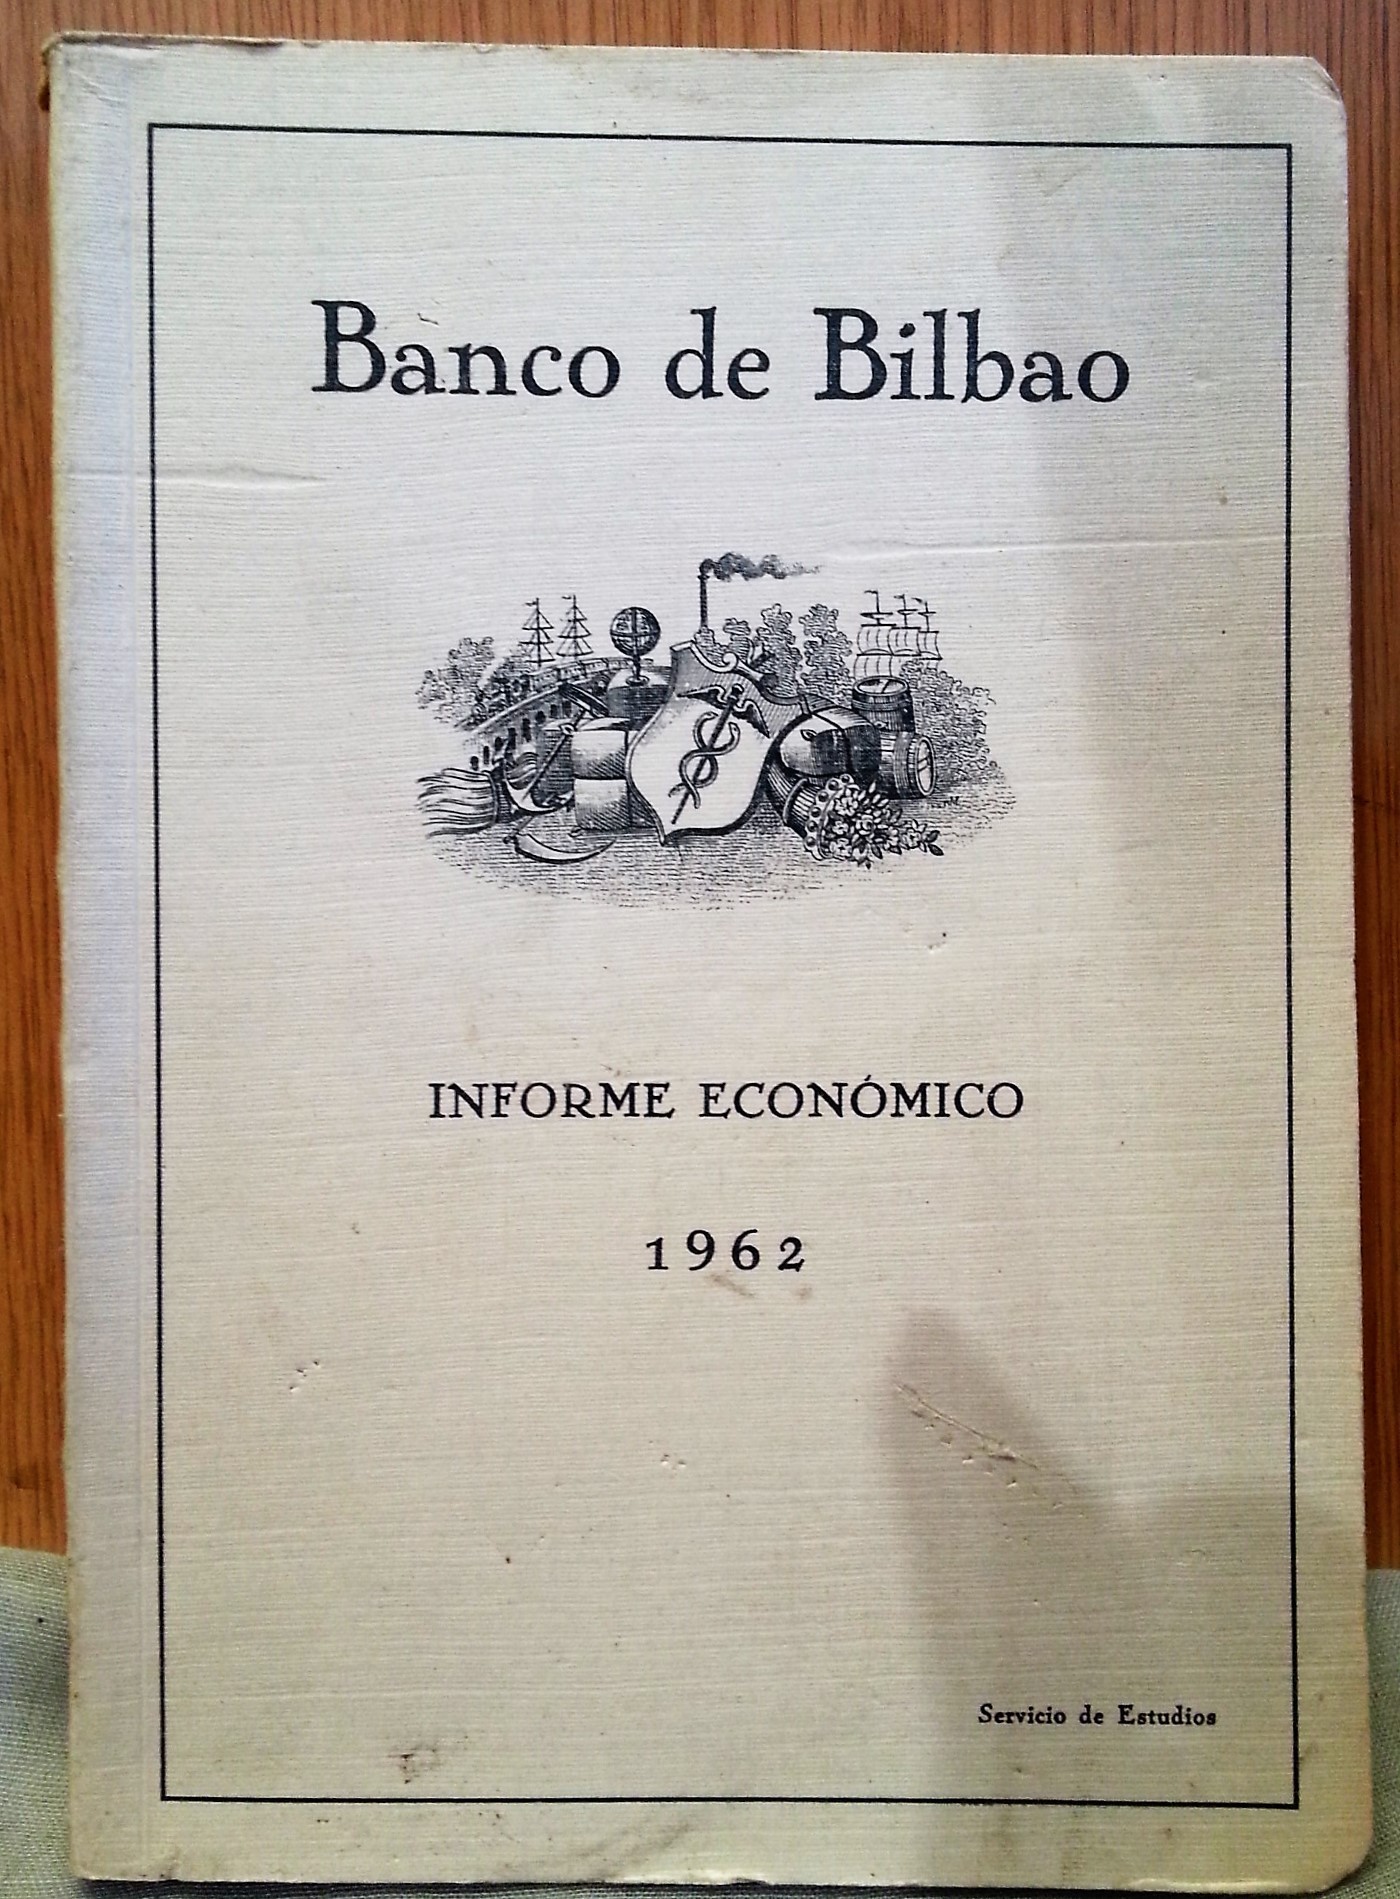 Banco de Bilbao
INFORME ECONÓMICO
1962
Servicio de Estudios